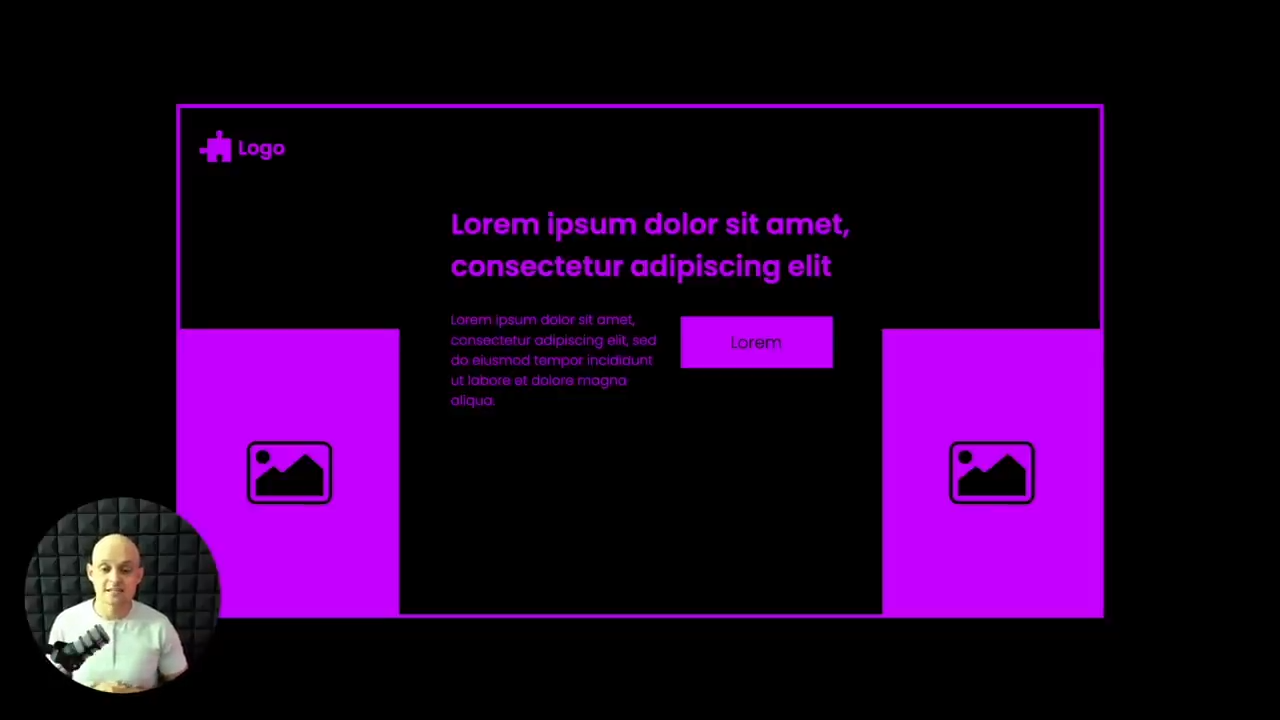 Logo
Lorem ipsum dolor sit amet,
consectetur adipiscing elit
Lorem ipsum dolor sit amet,
consectetur adipiscing elit, sed
do eiusmod tempor incididunt
ut labore et dolore magna
aliqua.
Lorem